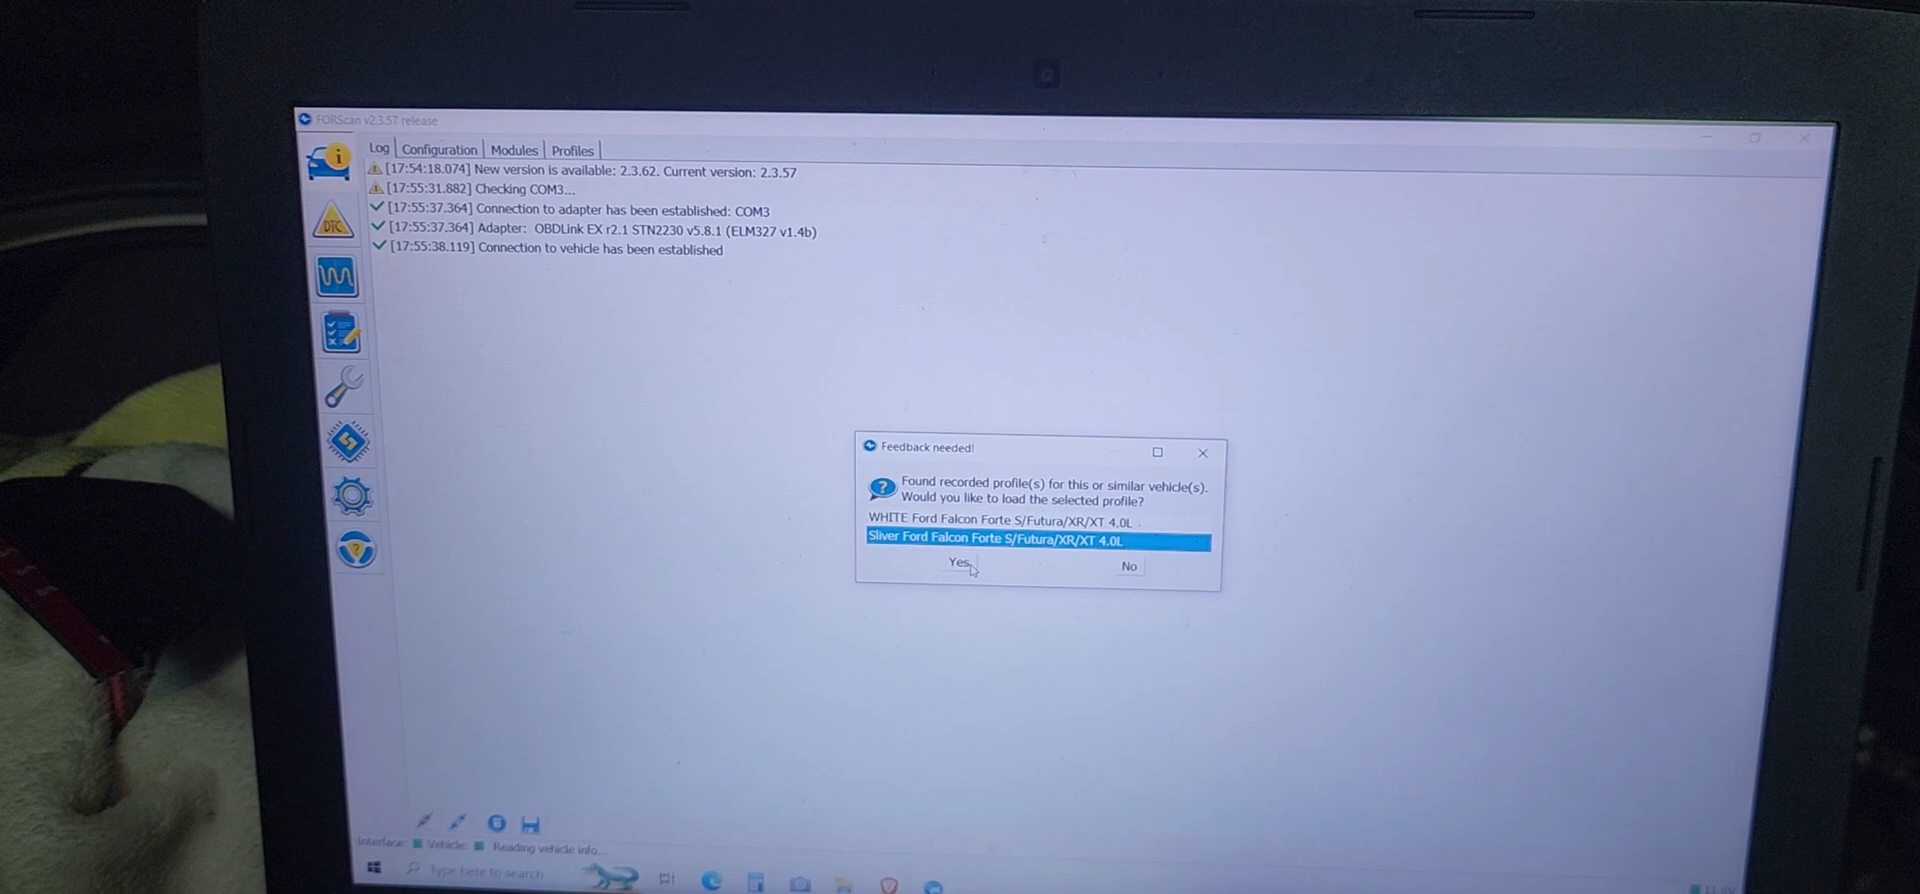 FORScan v2.3.57 release
Log Configuration Modules Profiles
[17:54:18.074] New version is available: 2.3.62. Current version: 2.3.57
[17:55:31.882] Checking COM3...
[17:55:37.364] Connection to adapter has been established: COM3
[17:55:37.364] Adapter: OBDLink EX r2.1 STN2230 v5.8.1 (ELM327 v1.4b)
[17:55:38.119] Connection to vehicle has been established
DTC
Feedback needed!
Found recorded profile(s) for this or similar vehicle(s).
Would you like to load the selected profile?
WHITE Ford Falcon Forte S/Futura/XR/XT 4.0L
Sliver Ford Falcon Forte S/Futura/XR/XT 4.0L
Yes No
Interface: Vehicle: Reading vehicle info...
Type here to search